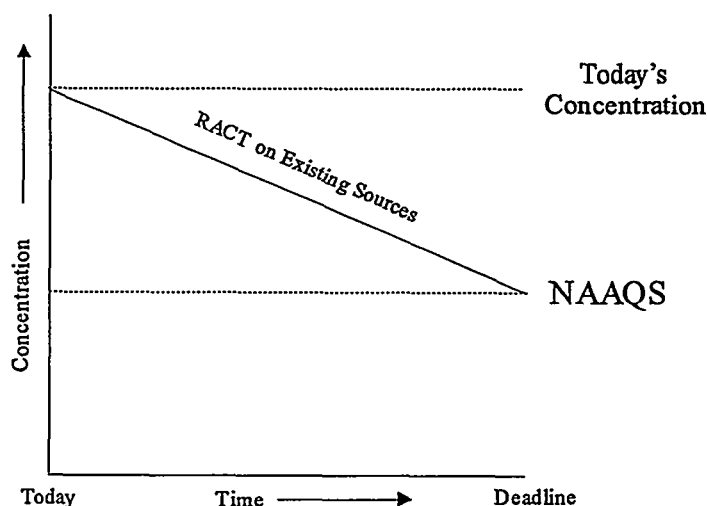 Today's
Concentration
RACT on Existing Sources
NAAQS
Concentration
Today
Time
Deadline